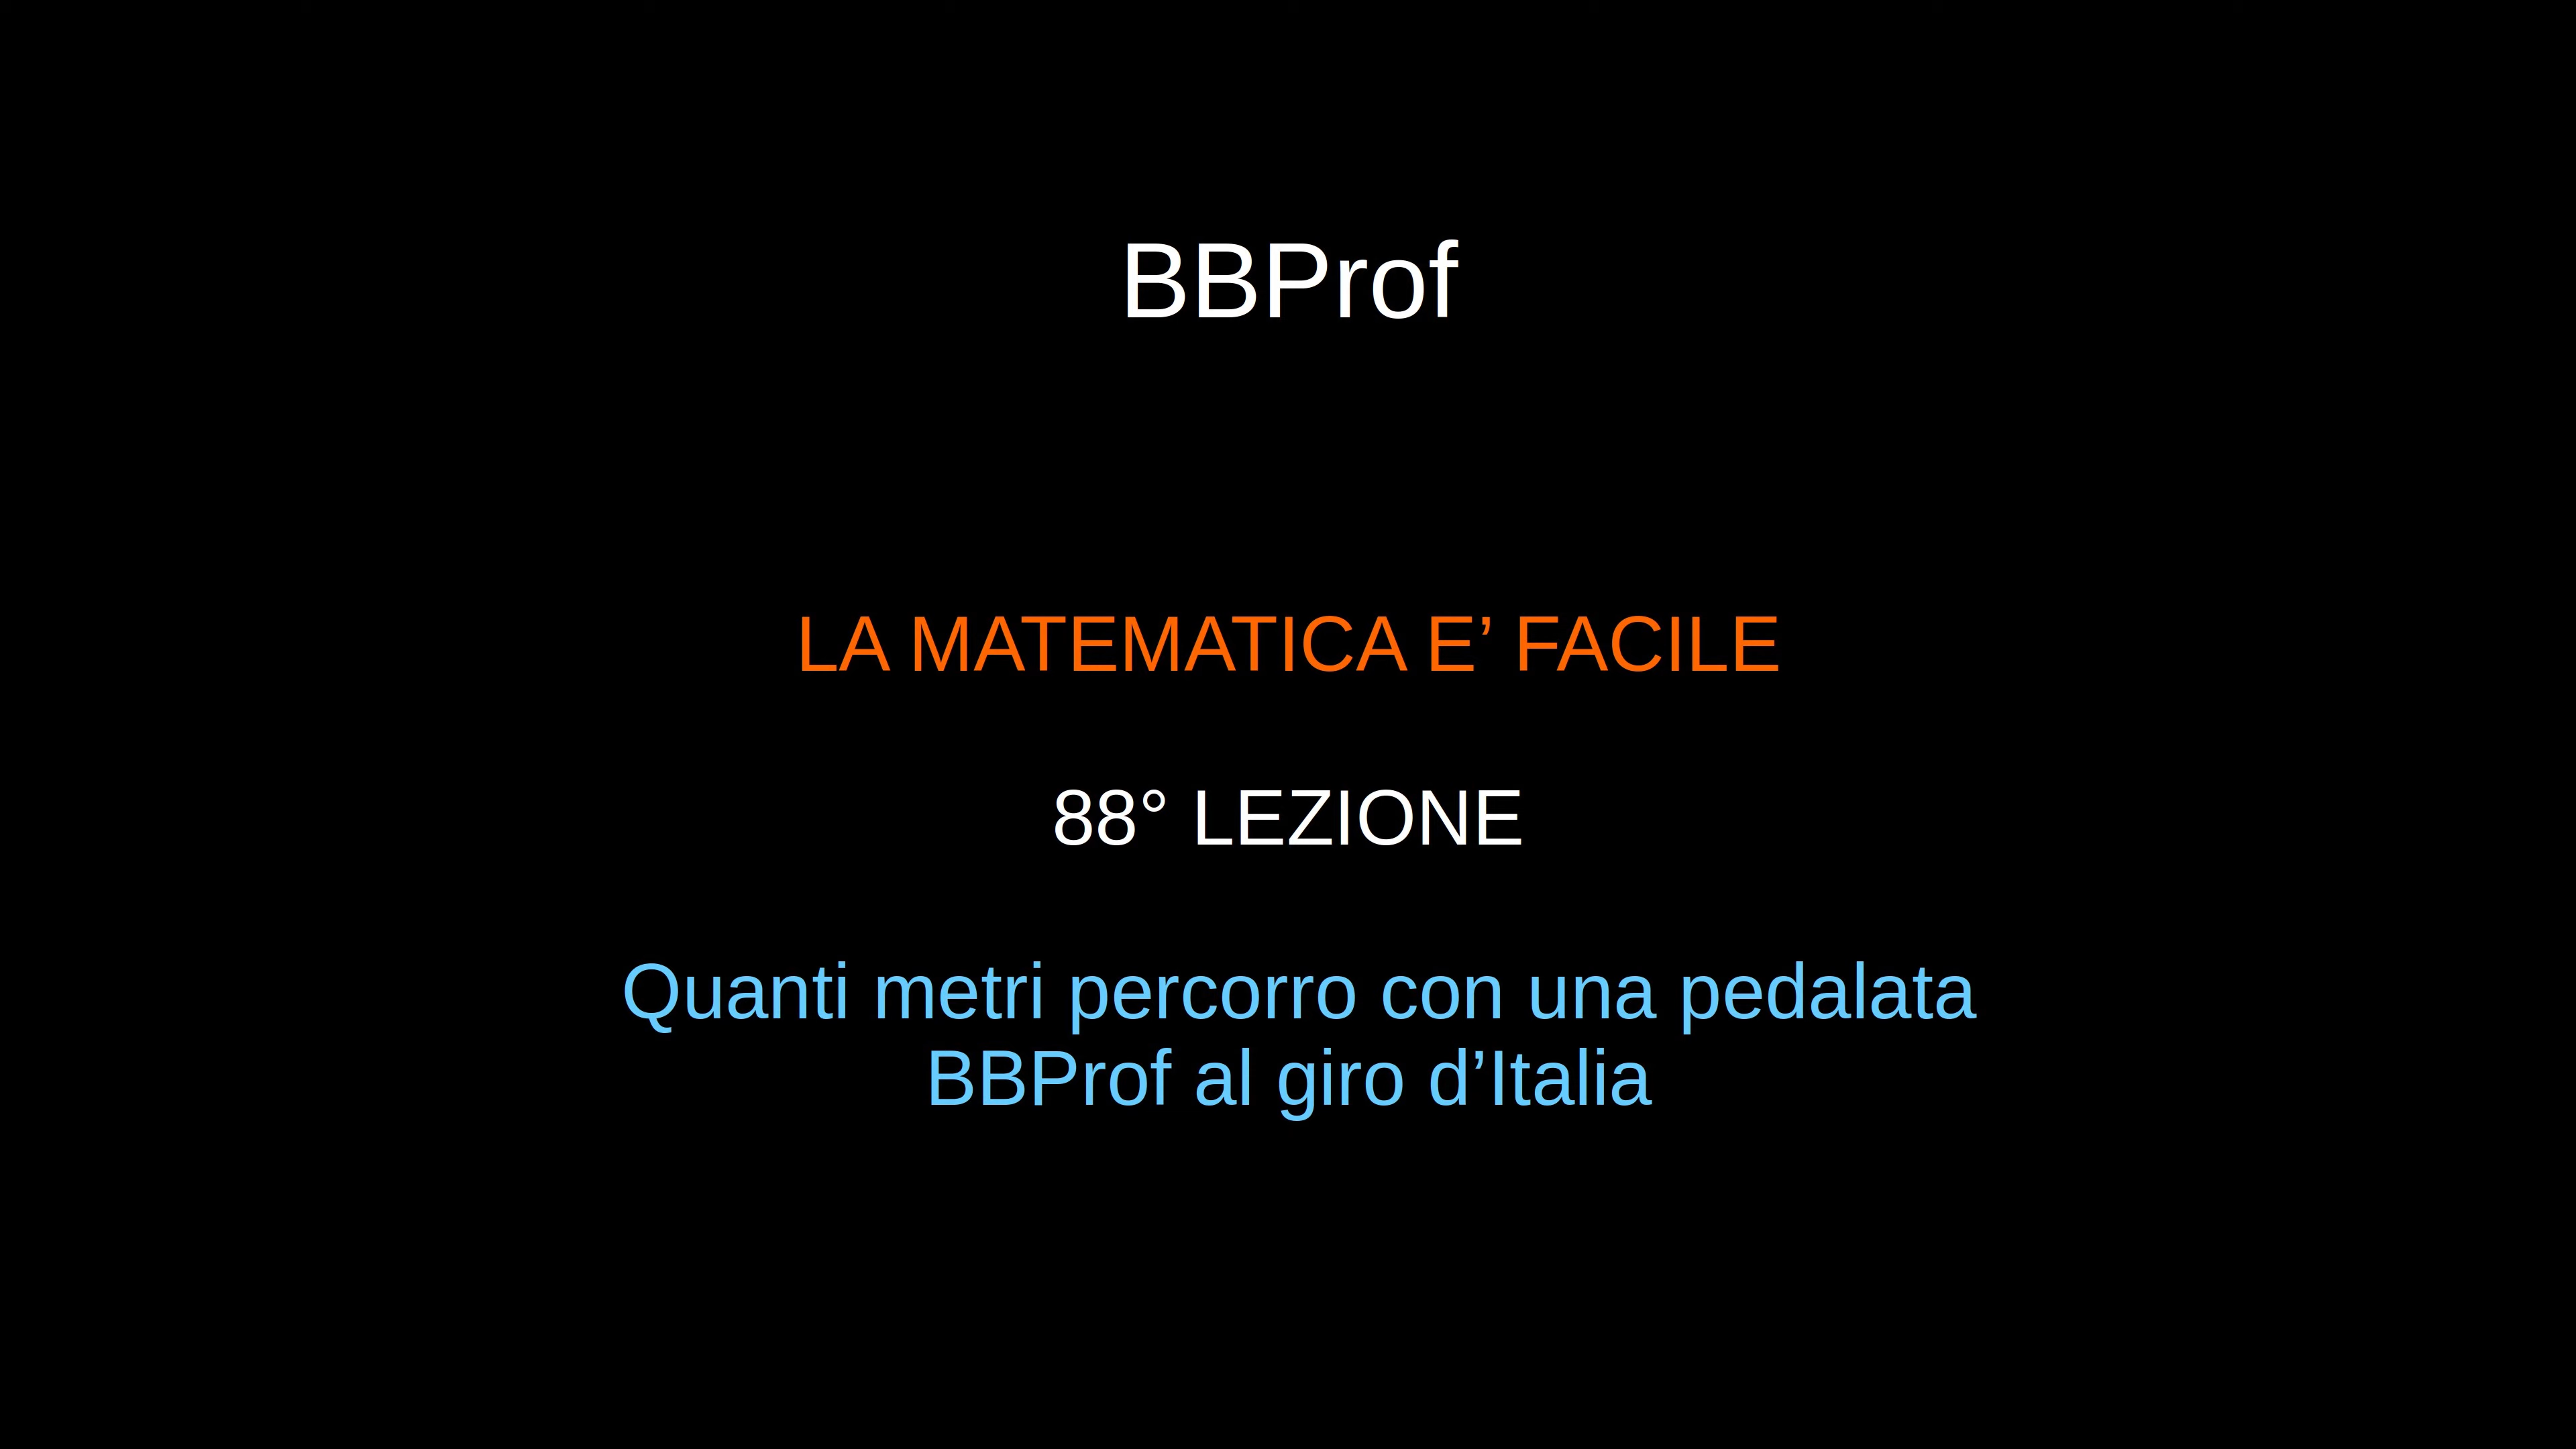 BBProf
LA MATEMATICA E’ FACILE
88° LEZIONE
Quanti metri percorro con una pedalata
BBProf al giro d’Italia